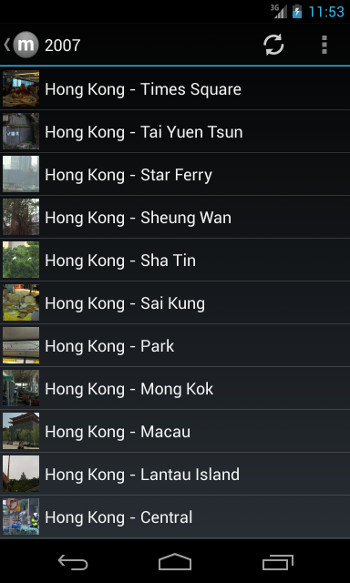 3G 11:53
m 2007
Hong Kong - Times Square
Hong Kong - Tai Yuen Tsun
Hong Kong - Star Ferry
Hong Kong - Sheung Wan
Hong Kong - Sha Tin
Hong Kong - Sai Kung
Hong Kong - Park
Hong Kong - Mong Kok
Hong Kong - Macau
Hong Kong - Lantau Island
Hong Kong - Central